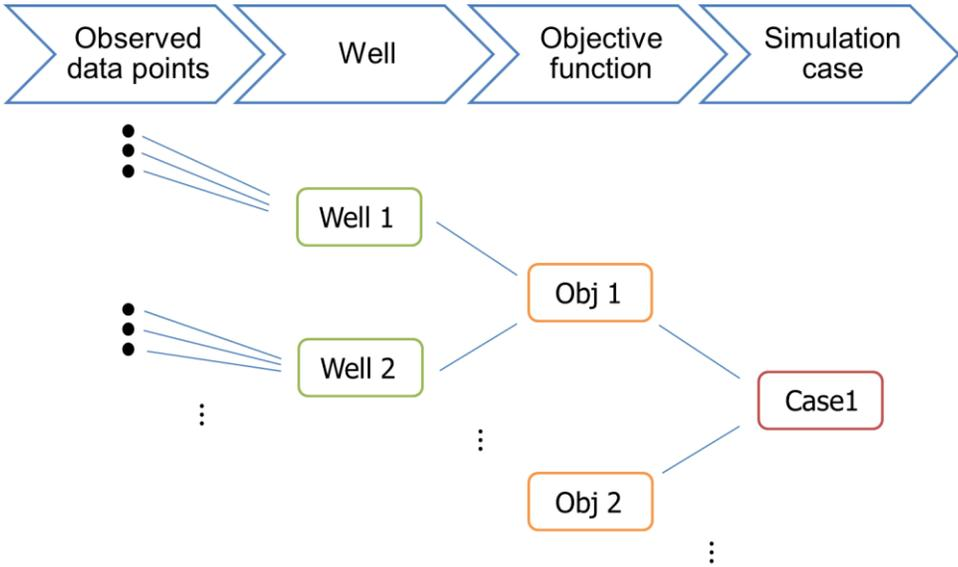 Observed
data points
Well
Objective
function
Simulation
case
Well 1
Obj 1
Well 2
Case1
Obj 2